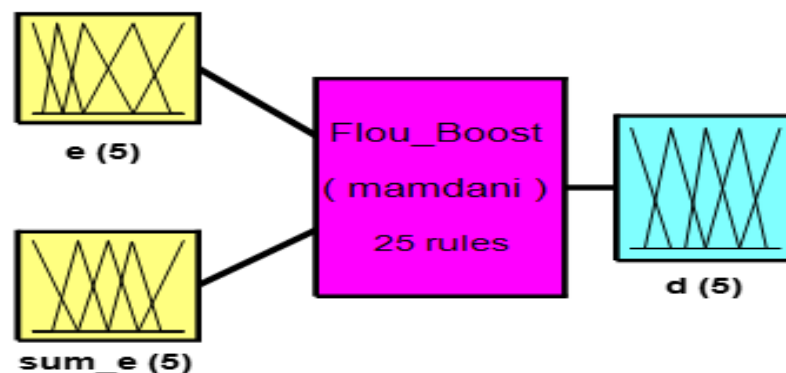 e (5)
Flou_Boost
( mamdani )
25 rules
sum_e (5)
d (5)